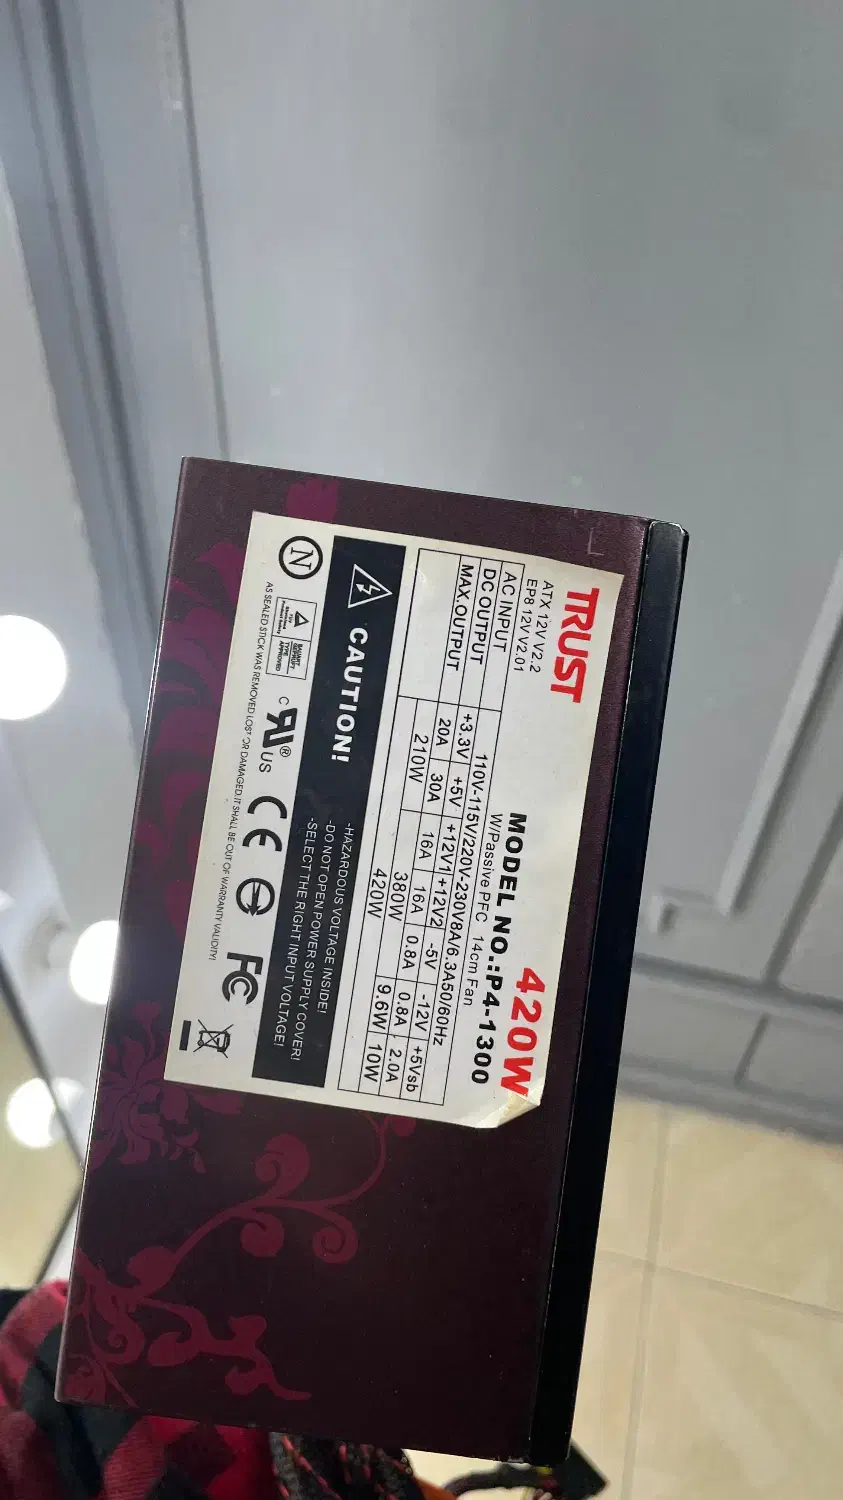 TRUST
420W
ATX 12V V2.2
EP8 12V V2.01
MODEL NO.:P4-1300
W/Passive PFC 14cm Fan
AC INPUT 110V-115V/220V-230V8A/6.3A50/60Hz
DC OUTPUT +3.3V +5V +12V1 +12V2 -5V -12V +5Vsb
MAX.OUTPUT 20A 30A 16A 16A 0.8A 0.8A 2.0A
210W 380W 9.6W 10W
420W
CAUTION!
-HAZARDOUS VOLTAGE INSIDE!
-DO NOT OPEN POWER SUPPLY COVER!
-SELECT THE RIGHT INPUT VOLTAGE!
N
TYPE
APPROVED
C US ®
CE
FC
AS SEALED STICK WAS REMOVED LOST OR DAMAGED.IT SHALL BE OUT OF WARRANTY VALIDITY!